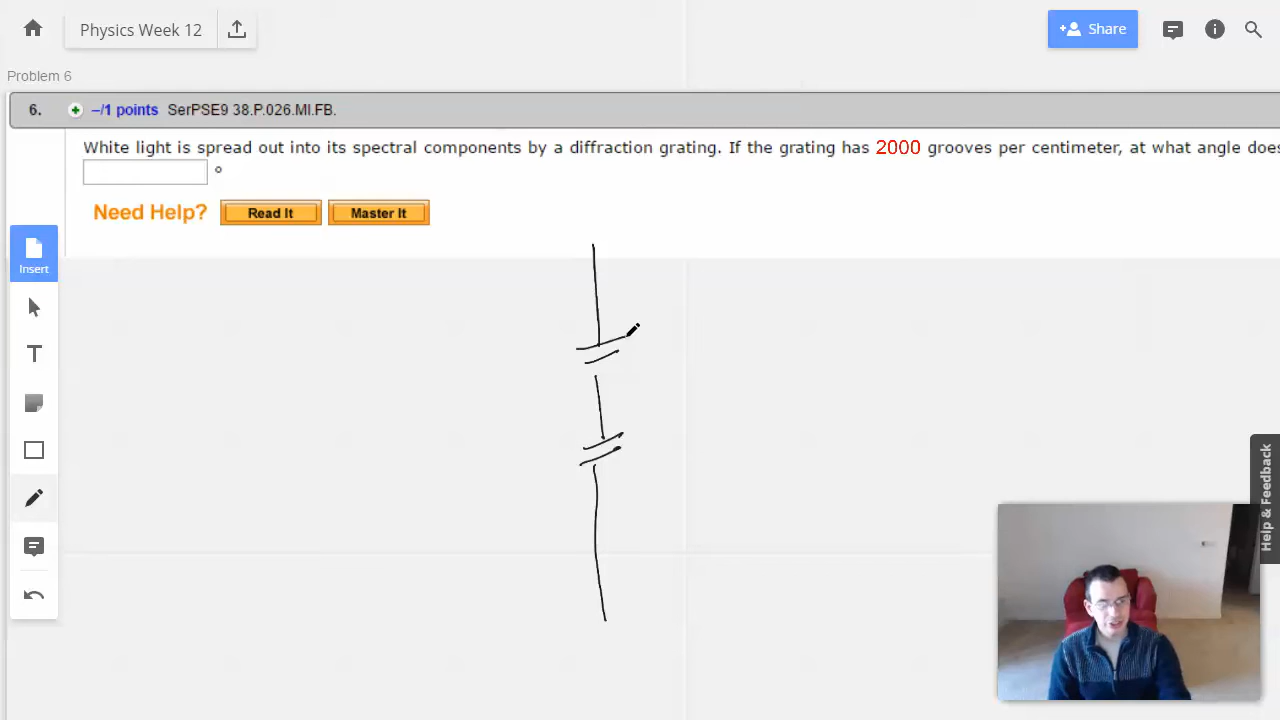 Physics Week 12
Share
Problem 6
6. –/1 points SerPSE9 38.P.026.MI.FB.
White light is spread out into its spectral components by a diffraction grating. If the grating has 2000 grooves per centimeter, at what angle does
°
Need Help? Read It Master It
Insert
T
Help & Feedback